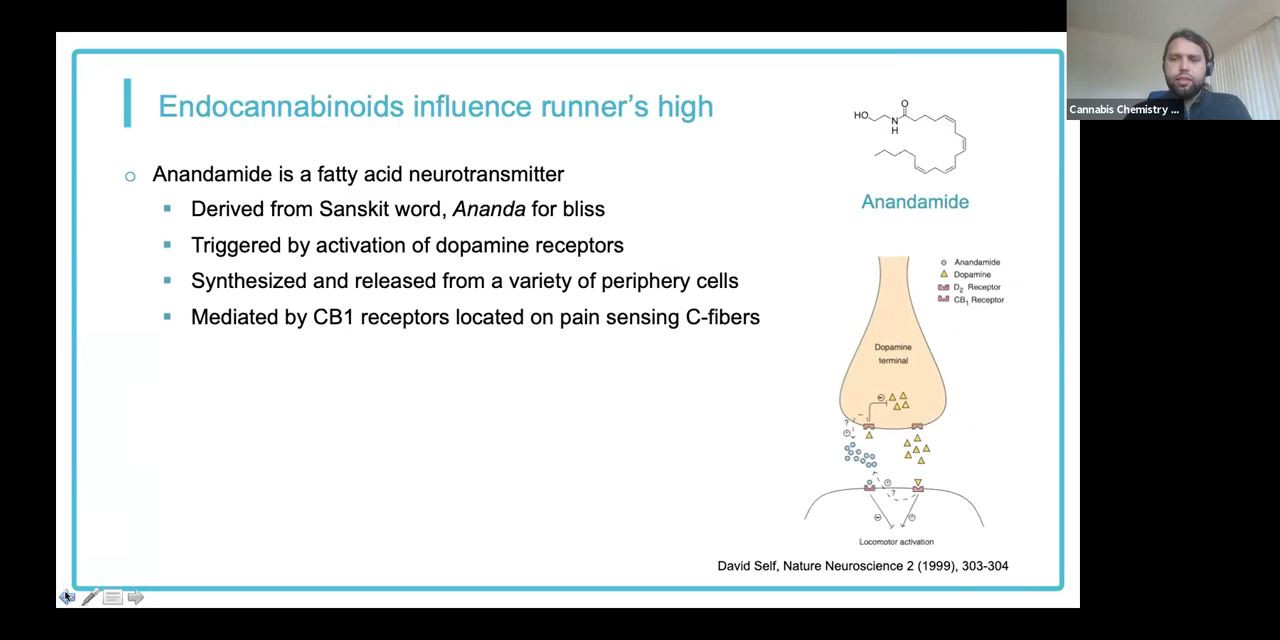 Endocannabinoids influence runner's high
Anandamide is a fatty acid neurotransmitter
Derived from Sanskit word, Ananda for bliss
Triggered by activation of dopamine receptors
Synthesized and released from a variety of periphery cells
Mediated by CB1 receptors located on pain sensing C-fibers
HO
N
H
O
Anandamide
Anandamide
Dopamine
D2 Receptor
CB1 Receptor
Dopamine
terminal
?
?
Locomotor activation
David Self, Nature Neuroscience 2 (1999), 303-304
Cannabis Chemistry ...